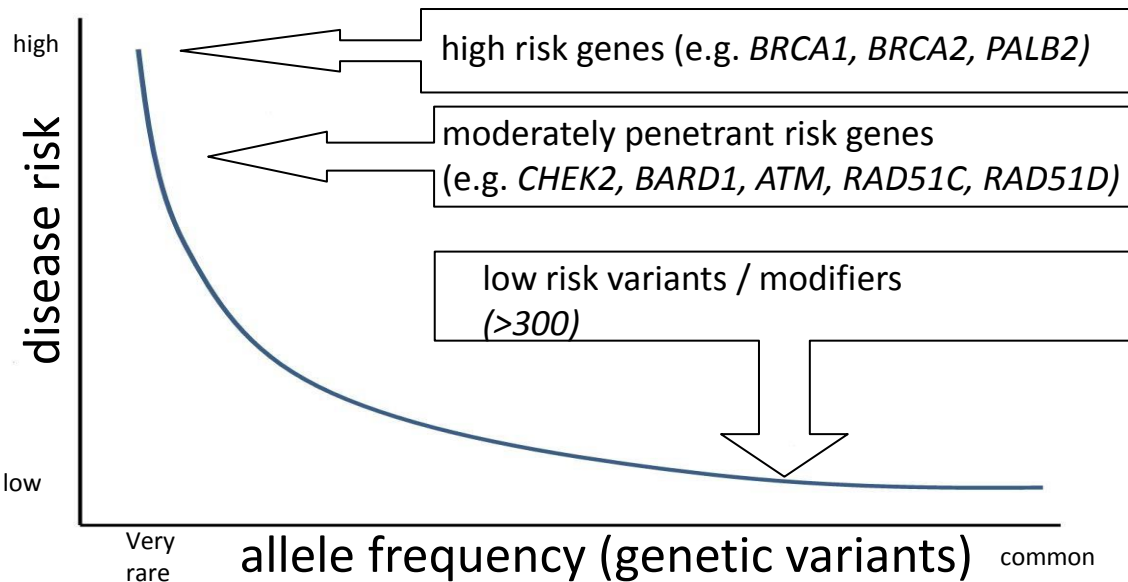 high
high risk genes (e.g. BRCA1, BRCA2, PALB2)
moderately penetrant risk genes
(e.g. CHEK2, BARD1, ATM, RAD51C, RAD51D)
disease risk
low risk variants / modifiers
(>300)
low
Very
rare
allele frequency (genetic variants)
common